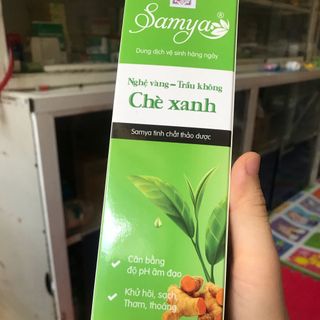 Samya®
Dung dịch vệ sinh hàng ngày
Nghệ vàng – Trầu không
Chè xanh
Samya tinh chất thảo dược
Cân bằng
độ pH âm đạo
Khử hôi, sạch
Thơm, thoáng